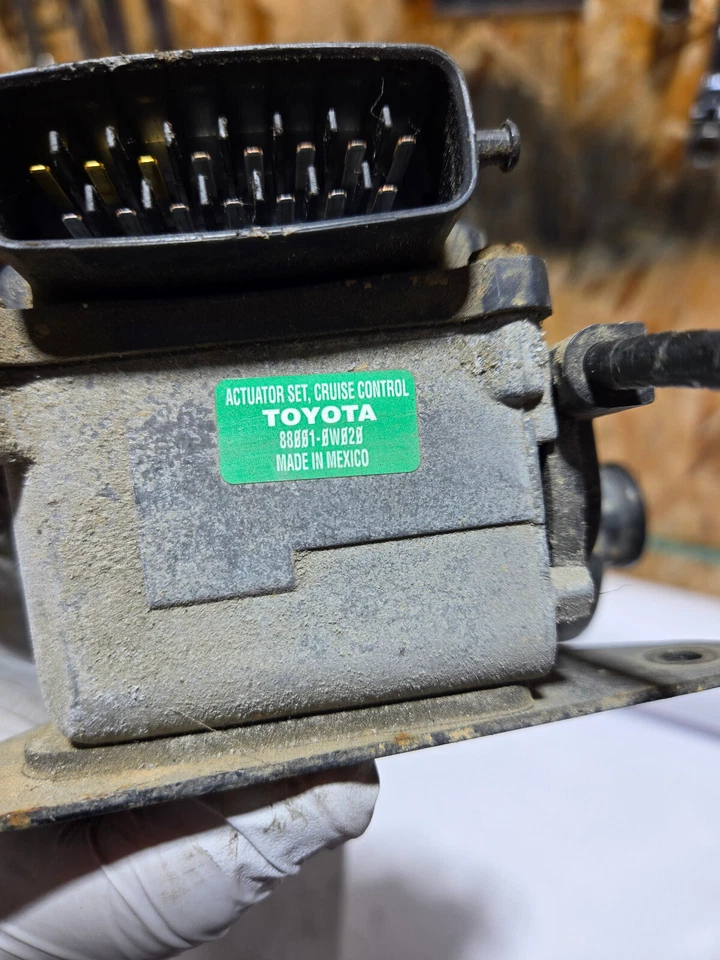 ACTUATOR SET, CRUISE CONTROL
TOYOTA
88001-0W020
MADE IN MEXICO